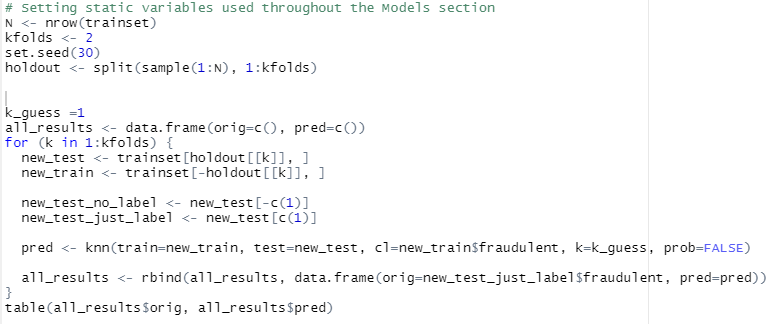 # Setting static variables used throughout the Models section
N <- nrow(trainset)
kfolds <- 2
set.seed(30)
holdout <- split(sample(1:N), 1:kfolds)

k_guess =1
all_results <- data.frame(orig=c(), pred=c())
for (k in 1:kfolds) {
  new_test <- trainset[holdout[[k]], ]
  new_train <- trainset[-holdout[[k]], ]

  new_test_no_label <- new_test[-c(1)]
  new_test_just_label <- new_test[c(1)]

  pred <- knn(train=new_train, test=new_test, cl=new_train$fraudulent, k=k_guess, prob=FALSE)

  all_results <- rbind(all_results, data.frame(orig=new_test_just_label$fraudulent, pred=pred))
}
table(all_results$orig, all_results$pred)